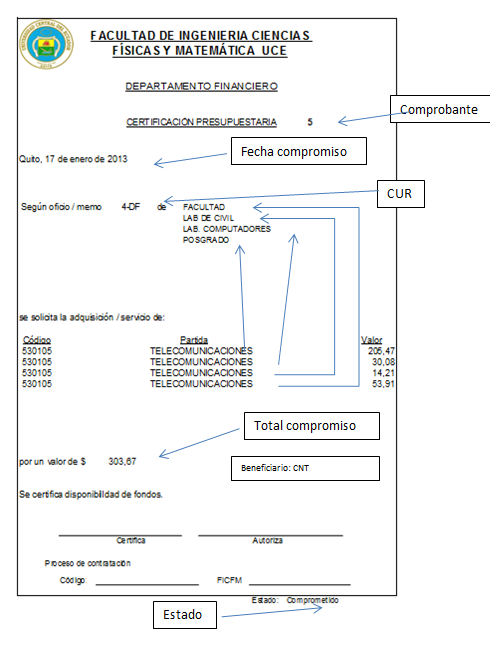 FACULTAD DE INGENIERIA CIENCIAS
FÍSICAS Y MATEMÁTICA UCE
DEPARTAMENTO FINANCIERO
Comprobante
CERTIFICACION PRESUPUESTARIA 5
Fecha compromiso
Quito, 17 de enero de 2013
CUR
Según oficio / memo 4-DF de FACULTAD
LAB DE CIVIL
LAB. COMPUTADORES
POSGRADO
se solicita la adquisición / servicio de:
Código Partida Valor
530105 TELECOMUNICACIONES 205,47
530105 TELECOMUNICACIONES 30,08
530105 TELECOMUNICACIONES 14,21
530105 TELECOMUNICACIONES 53,91
Total compromiso
por un valor de $ 303,67
Beneficiario: CNT
Se certifica disponibilidad de fondos.
Certifica Autoriza
Proceso de contratación
Código: FICFM
Estado: Comprometido
Estado